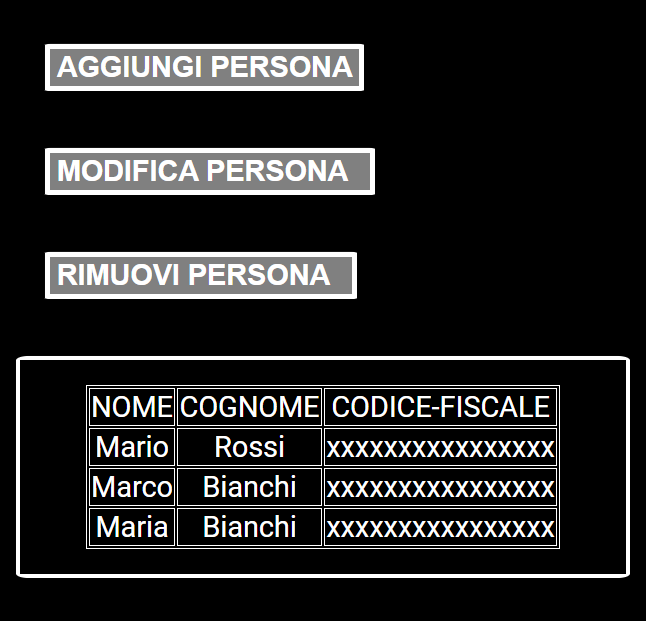 AGGIUNGI PERSONA
MODIFICA PERSONA
RIMUOVI PERSONA
NOME COGNOME CODICE-FISCALE
Mario Rossi xxxxxxxxxxxxxxxx
Marco Bianchi xxxxxxxxxxxxxxxx
Maria Bianchi xxxxxxxxxxxxxxxx